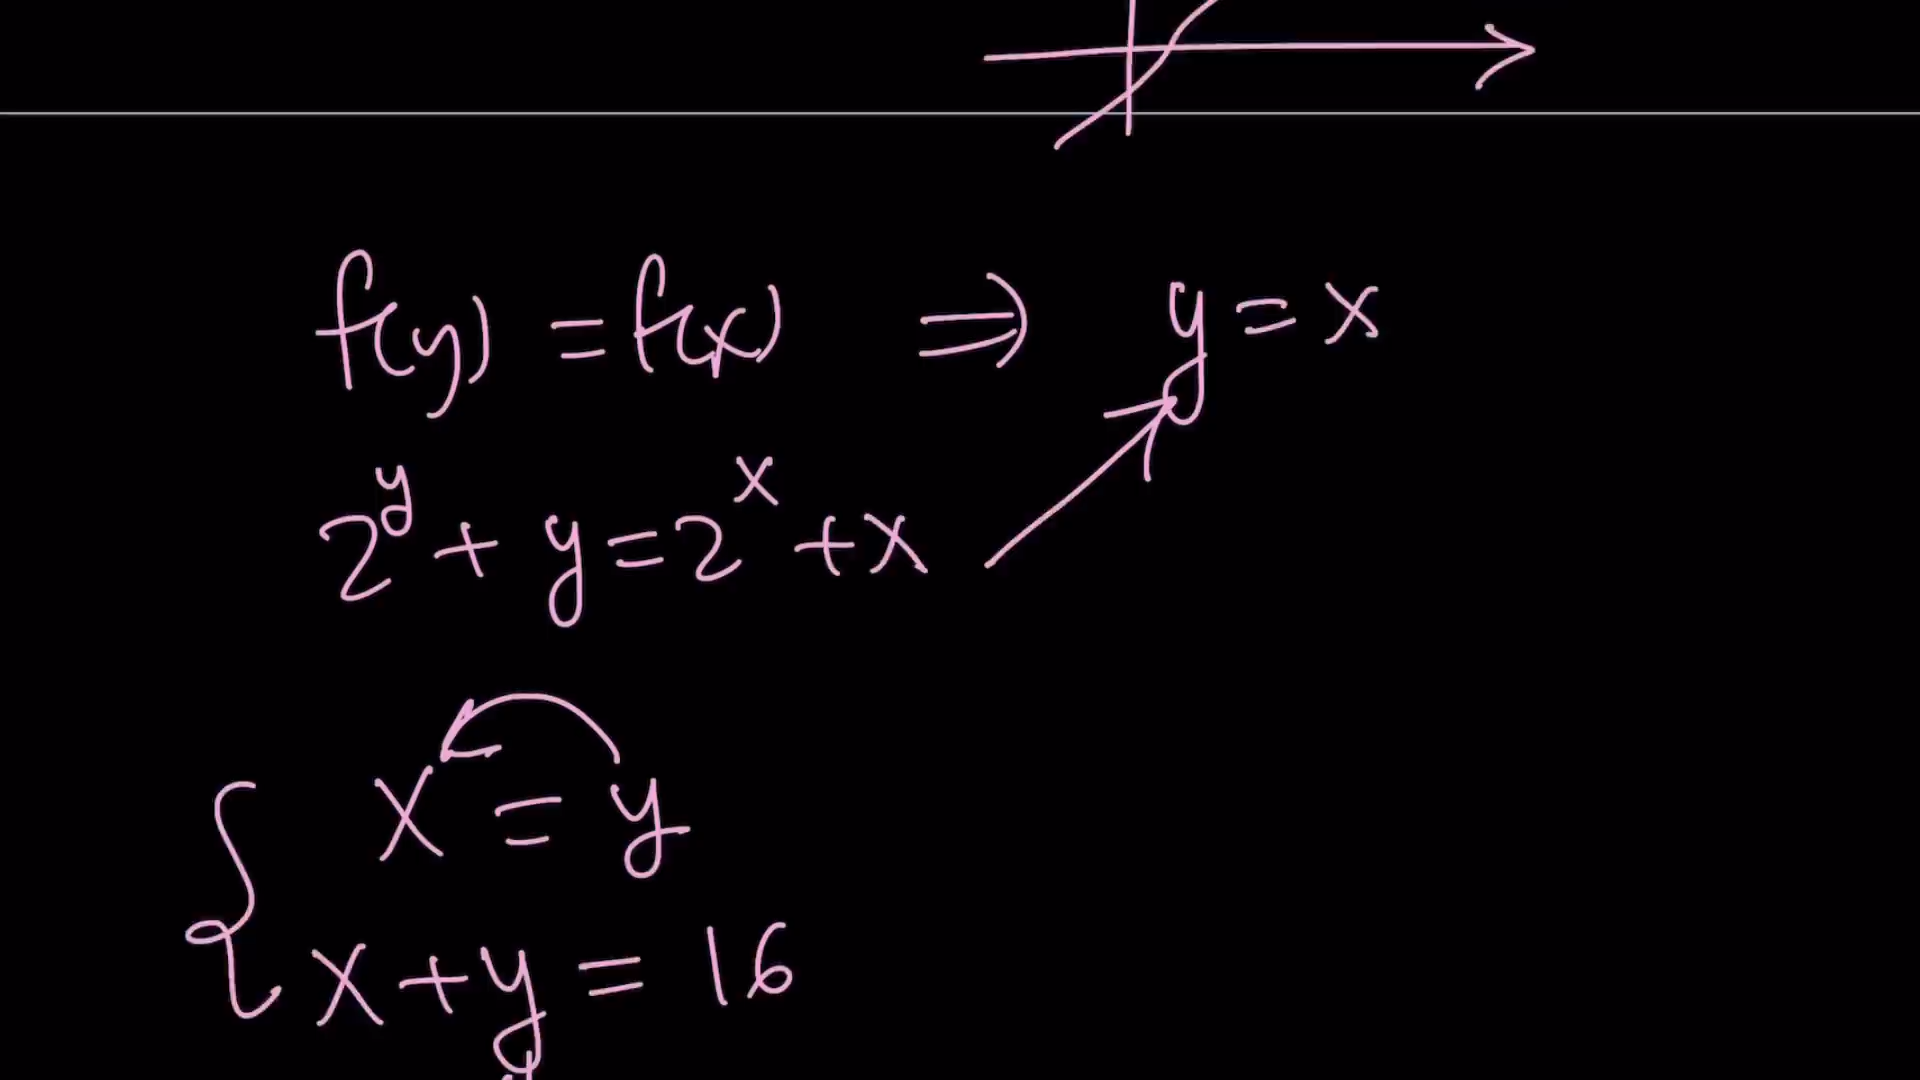 f(y) = f(x) ⇒ y = x
2^y + y = 2^x + x
x = y
x + y = 16